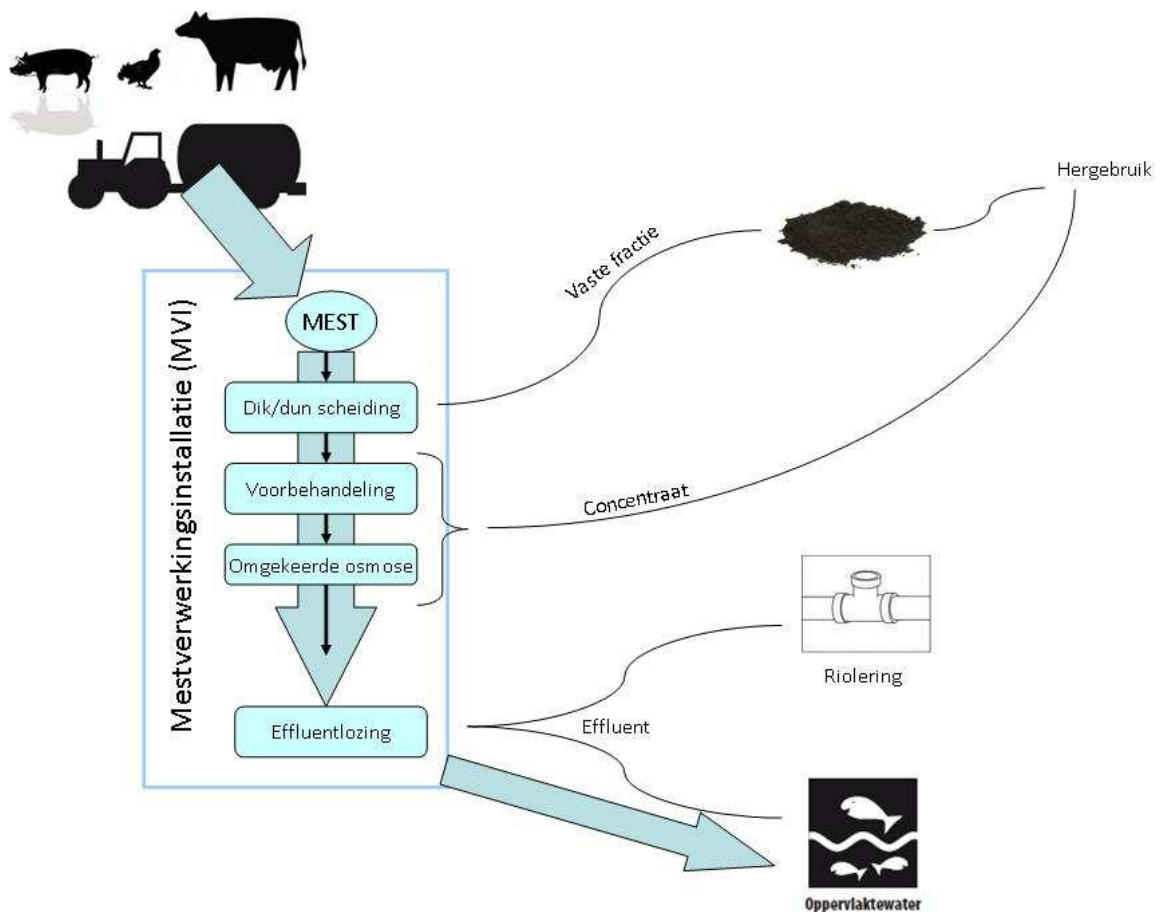 Hergebruik
Vaste fractie
Mestverwerkingsinstallatie (MVI)
MEST
Dik/dun scheiding
Voorbehandeling
Concentraat
Omgekeerde osmose
Riolering
Effluentlozing
Effluent
Oppervlaktewater